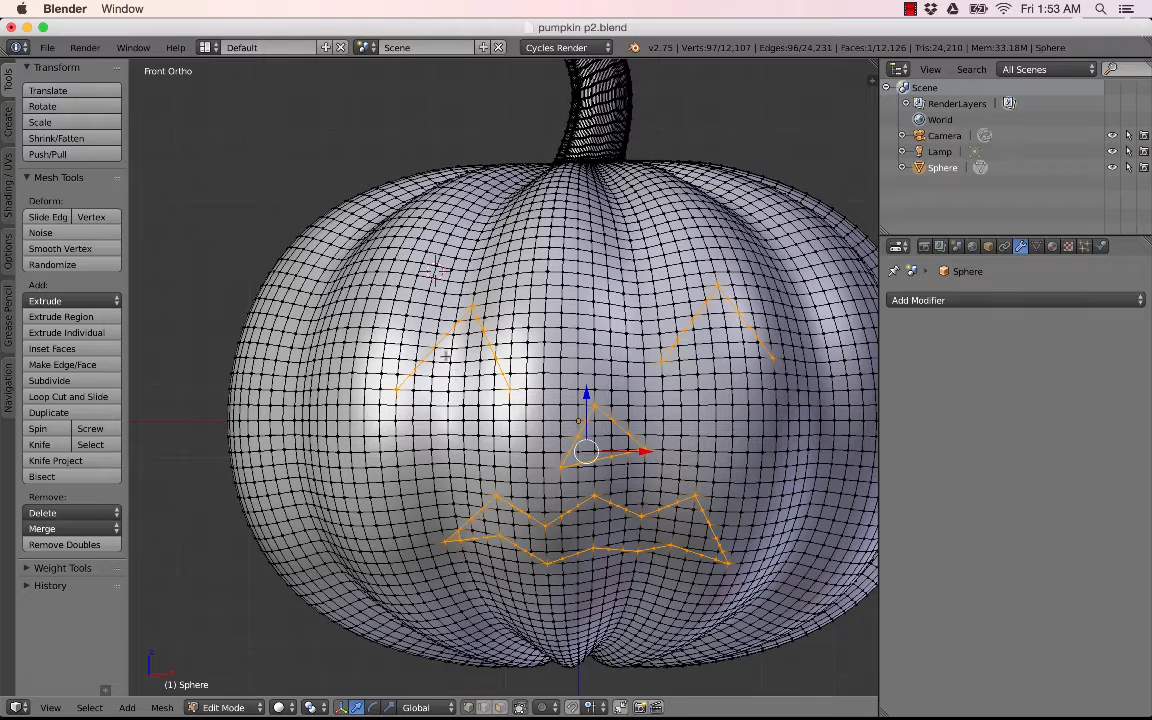 Blender Window Fri 1:53 AM
pumpkin p2.blend
File Render Window Help Default Scene Cycles Render v2.75 | Verts:97/12,107 | Edges:96/24,231 | Faces:1/12,126 | Tris:24,210 | Mem:33.18M | Sphere
Tools
Create
Shading / UVs
Options
Grease Pencil
Navigation
Transform
Translate
Rotate
Scale
Shrink/Fatten
Push/Pull
Mesh Tools
Deform:
Slide Edg Vertex
Noise
Smooth Vertex
Randomize
Add:
Extrude
Extrude Region
Extrude Individual
Inset Faces
Make Edge/Face
Subdivide
Loop Cut and Slide
Duplicate
Spin Screw
Knife Select
Knife Project
Bisect
Remove:
Delete
Merge
Remove Doubles
Weight Tools
History
Front Ortho
(1) Sphere
View Select Add Mesh Edit Mode Global
View Search All Scenes
Scene
RenderLayers
World
Camera
Lamp
Sphere
Sphere
Add Modifier